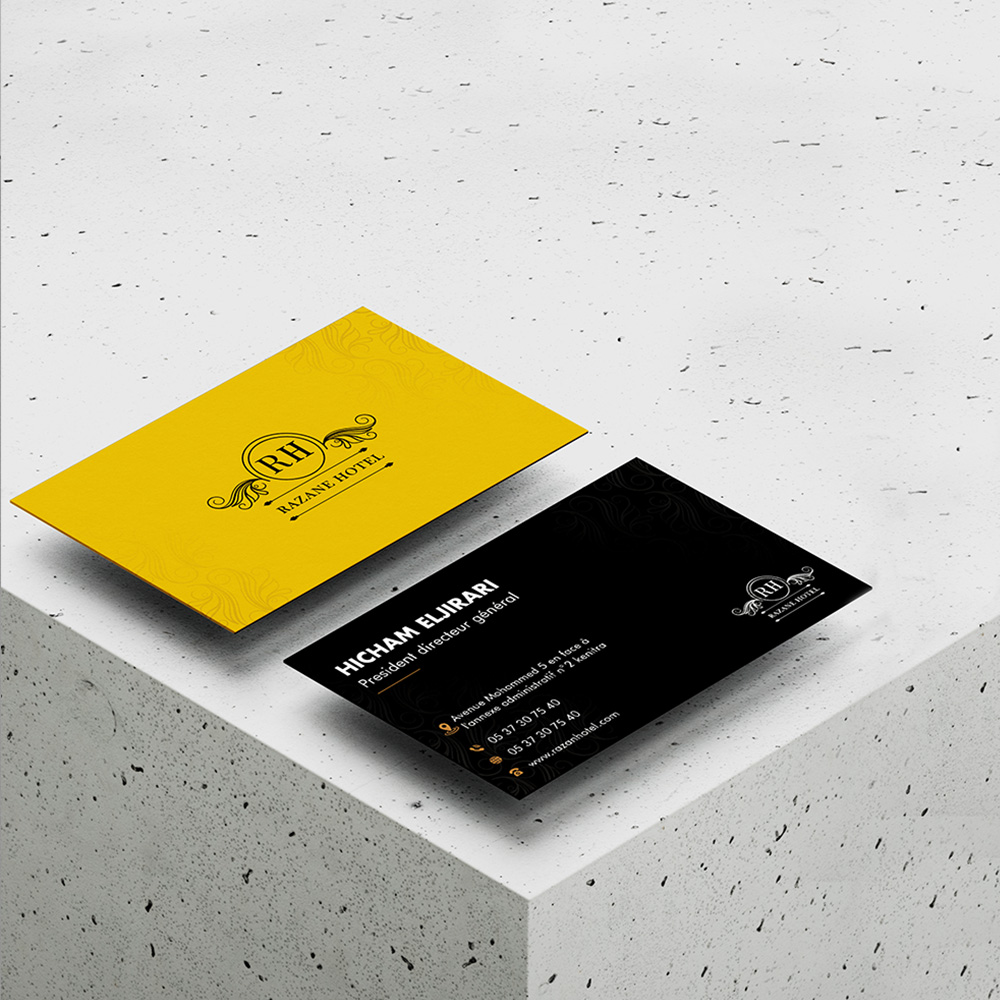 RH
RAZANE HOTEL
HICHAM ELJIRARI
President directeur général
Avenue Mohammed 5 en face à
l'annexe administratif n°2 kenitra
05 37 30 75 40
05 37 30 75 40
www.razanhotel.com
RH
RAZANE HOTEL